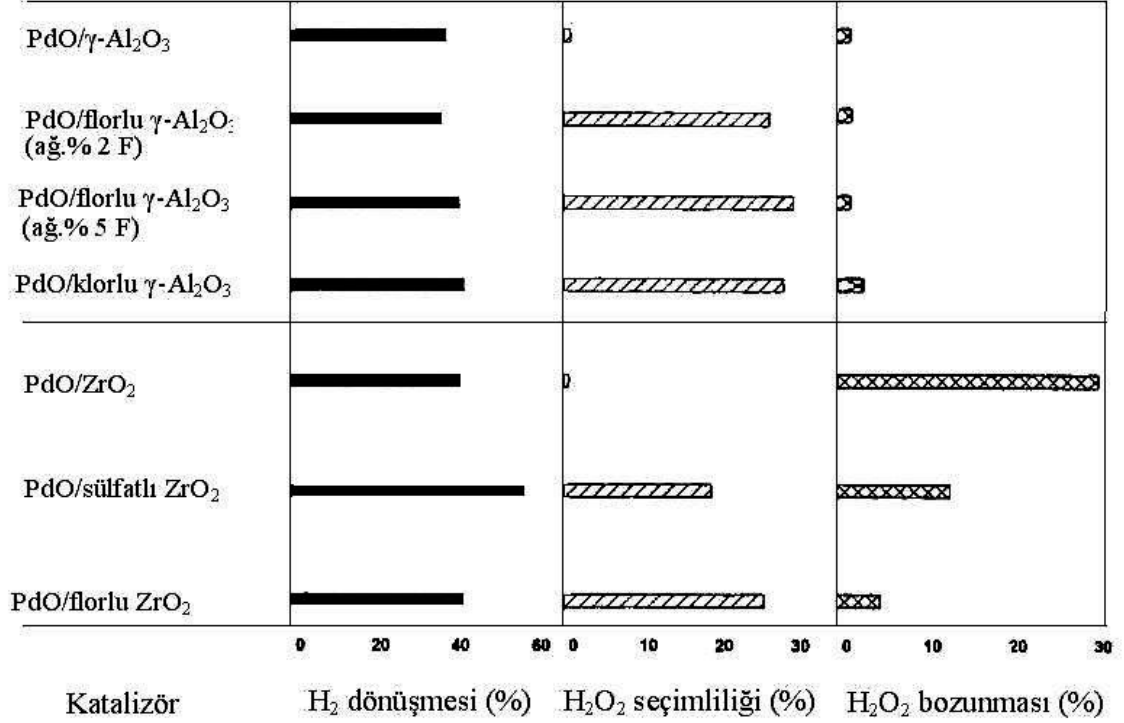 PdO/γ-Al₂O₃
PdO/florlu γ-Al₂O₃
(ağ.% 2 F)
PdO/florlu γ-Al₂O₃
(ağ.% 5 F)
PdO/klorlu γ-Al₂O₃
PdO/ZrO₂
PdO/sülfatlı ZrO₂
PdO/florlu ZrO₂
0 20 40 60 0 10 20 30 0 10 20 30
Katalizör H₂ dönüşmesi (%) H₂O₂ seçimliliği (%) H₂O₂ bozunması (%)